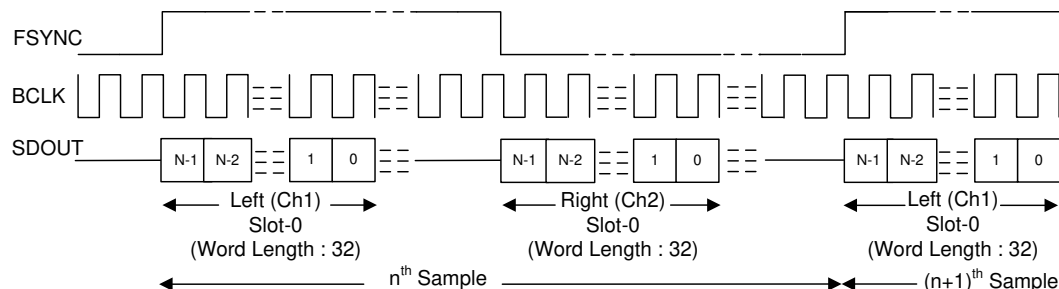 FSYNC
BCLK
SDOUT
N-1 N-2 1 0 N-1 N-2 1 0 N-1 N-2 1 0
Left (Ch1) Right (Ch2) Left (Ch1)
Slot-0 Slot-0 Slot-0
(Word Length : 32) (Word Length : 32) (Word Length : 32)
nth Sample (n+1)th Sample